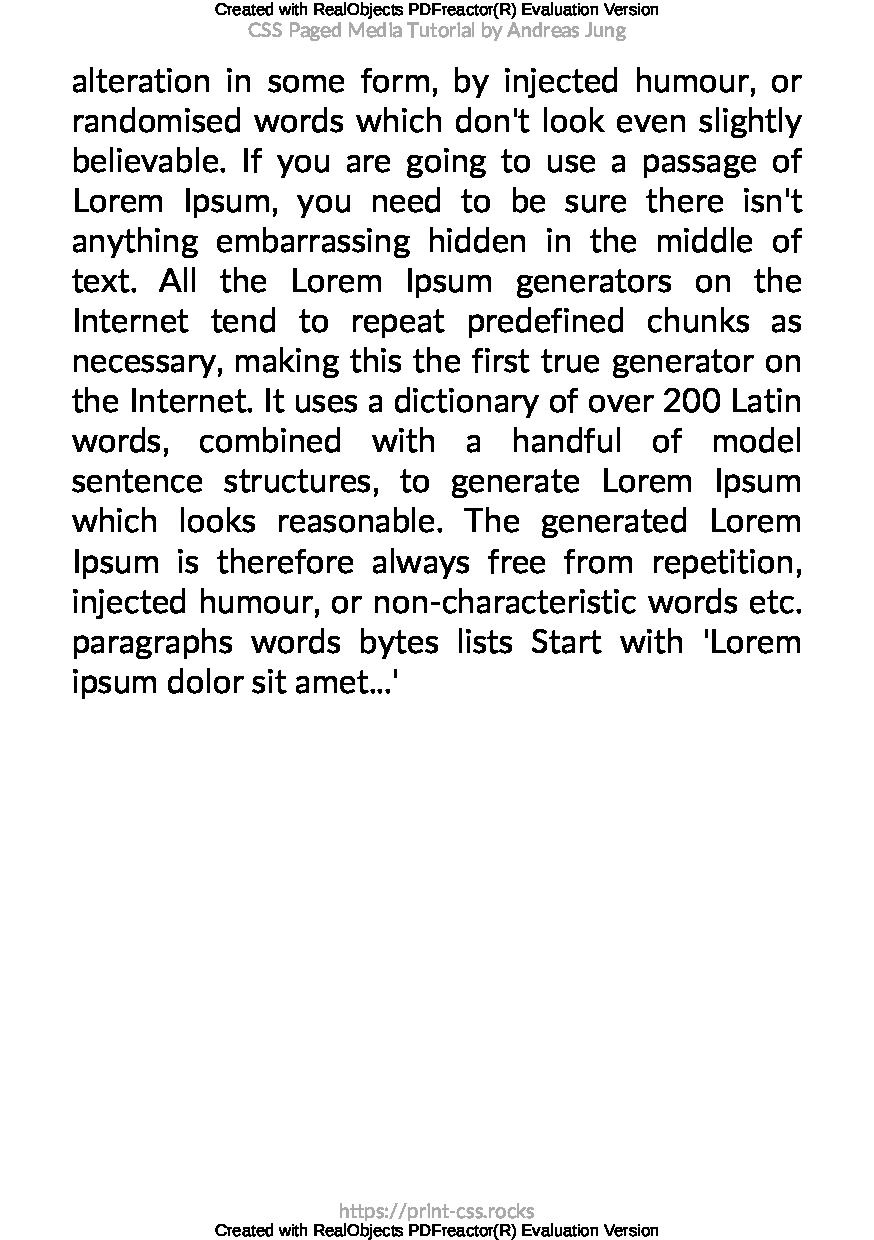 Created with RealObjects PDFreactor(R) Evaluation Version
CSS Paged Media Tutorial by Andreas Jung
alteration in some form, by injected humour, or
randomised words which don't look even slightly
believable. If you are going to use a passage of
Lorem Ipsum, you need to be sure there isn't
anything embarrassing hidden in the middle of
text. All the Lorem Ipsum generators on the
Internet tend to repeat predefined chunks as
necessary, making this the first true generator on
the Internet. It uses a dictionary of over 200 Latin
words, combined with a handful of model
sentence structures, to generate Lorem Ipsum
which looks reasonable. The generated Lorem
Ipsum is therefore always free from repetition,
injected humour, or non-characteristic words etc.
paragraphs words bytes lists Start with 'Lorem
ipsum dolor sit amet...'
https://print-css.rocks
Created with RealObjects PDFreactor(R) Evaluation Version